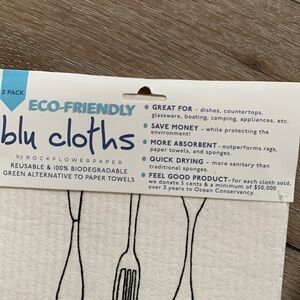 2 PACK
ECO-FRIENDLY
blu cloths
by ROCKFLOWERPAPER
REUSABLE & 100% BIODEGRADABLE
GREEN ALTERNATIVE TO PAPER TOWELS
• GREAT FOR - dishes, countertops,
glassware, boating, camping, appliances, etc.
• SAVE MONEY - while protecting the
environment!
• MORE ABSORBENT - outperforms rags,
paper towels, and sponges.
• QUICK DRYING - more sanitary than
traditional sponges.
• FEEL GOOD PRODUCT - for each cloth sold,
we donate 5 cents & a minimum of $50,000
over 3 years to Ocean Conservancy.